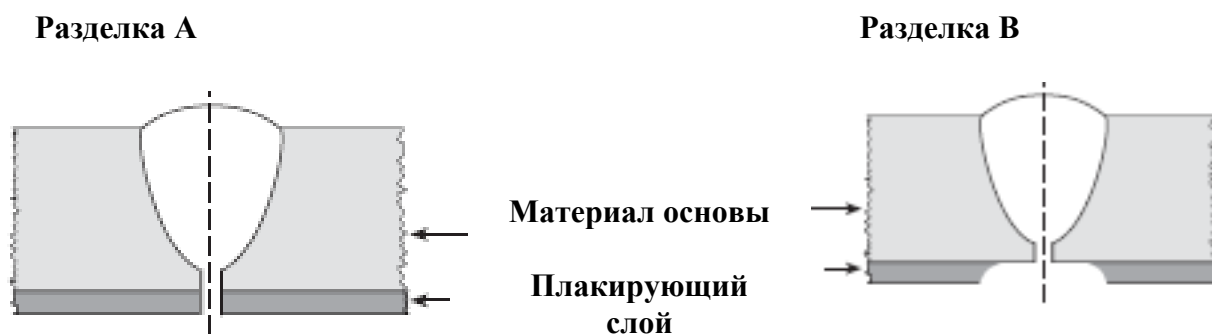 Разделка А
Разделка В
Материал основы
Плакирующий
слой